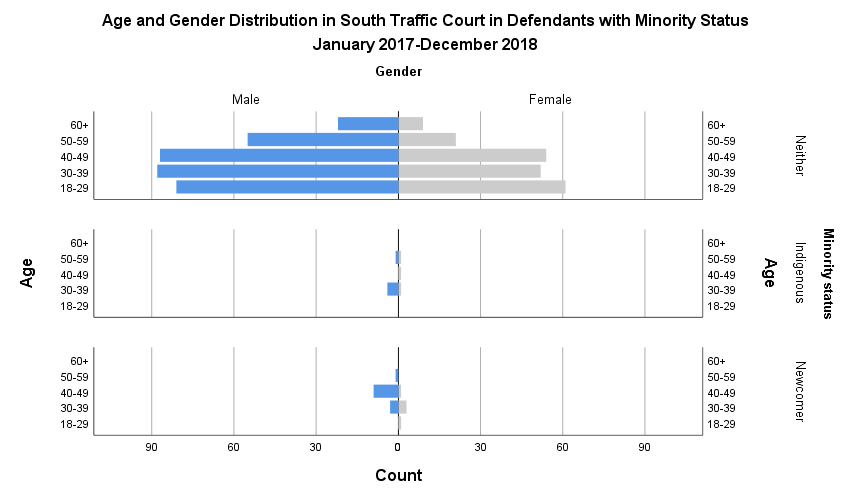 Age and Gender Distribution in South Traffic Court in Defendants with Minority Status
January 2017-December 2018
Gender
Male
Female
60+
50-59
40-49
30-39
18-29
60+
50-59
40-49
30-39
18-29
Neither
60+
50-59
40-49
30-39
18-29
60+
50-59
40-49
30-39
18-29
Indigenous
Age
Age
Minority status
60+
50-59
40-49
30-39
18-29
60+
50-59
40-49
30-39
18-29
Newcomer
90 60 30 0 30 60 90
Count